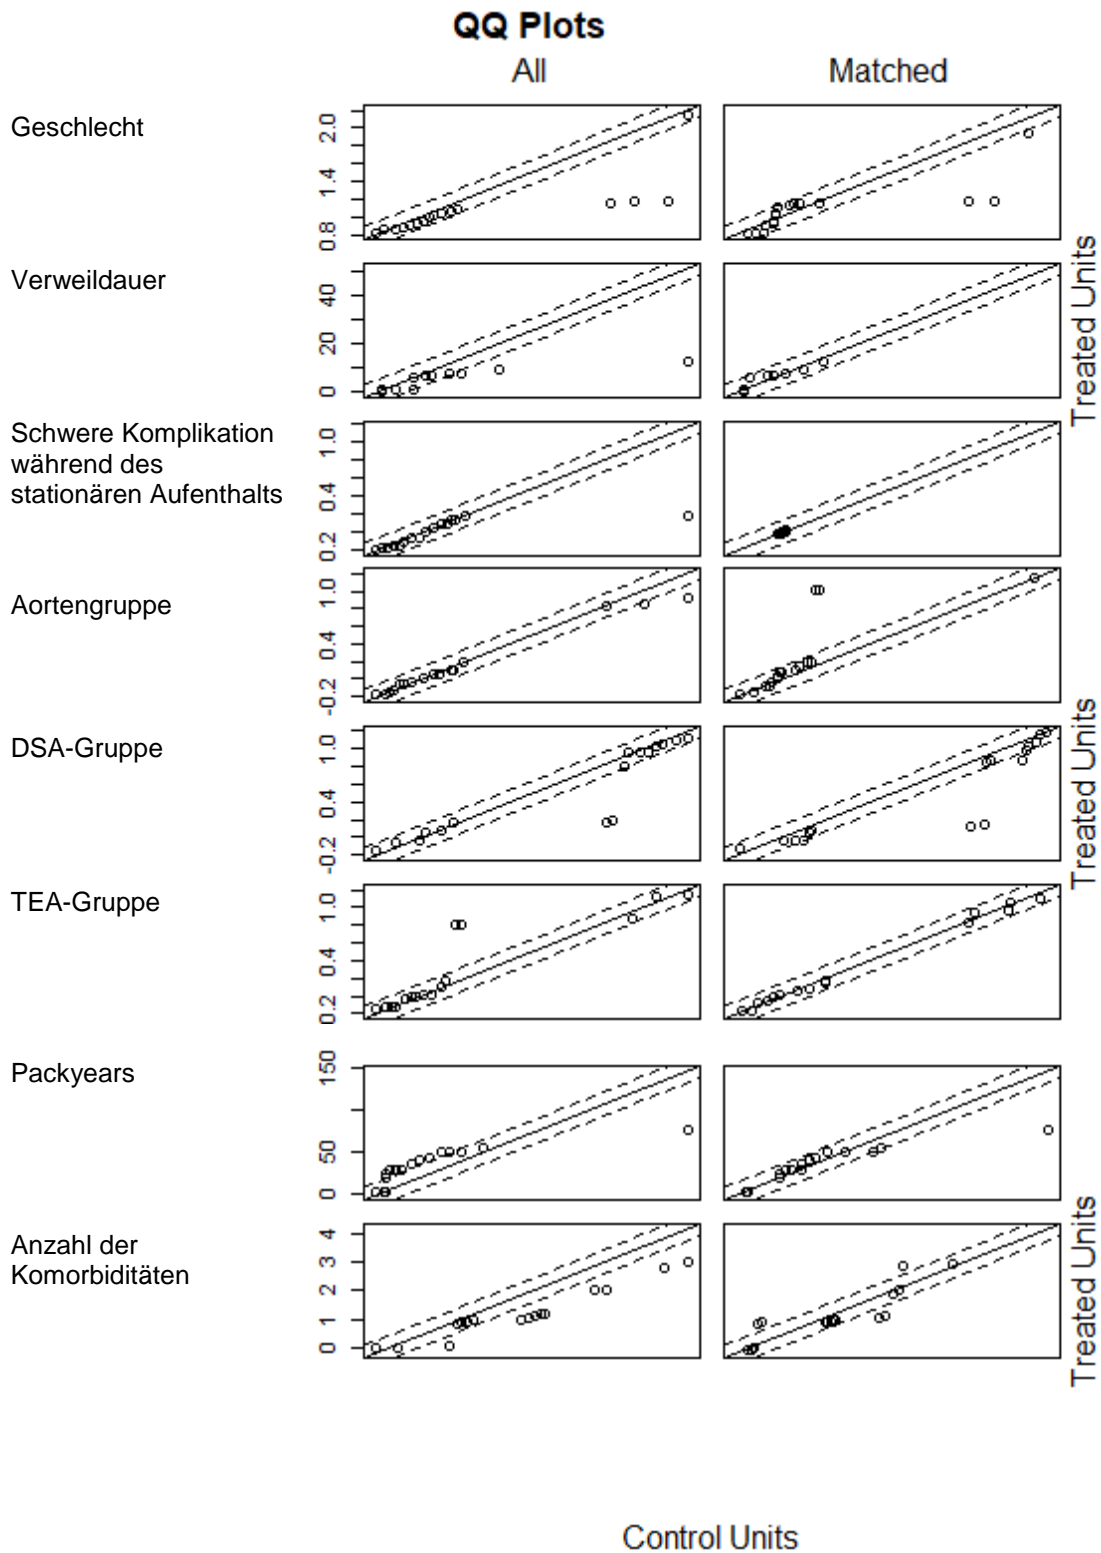 QQ Plots
All Matched
Geschlecht
0.8 1.4 2.0
Verweildauer
0 20 40
Treated Units
Schwere Komplikation
während des
stationären Aufenthalts
0.2 0.4 1.0
Aortengruppe
-0.2 0.4 1.0
DSA-Gruppe
-0.2 0.4 1.0
Treated Units
TEA-Gruppe
0.2 0.4 1.0
Packyears
0 50 150
Anzahl der
Komorbiditäten
0 1 2 3 4
Treated Units
Control Units